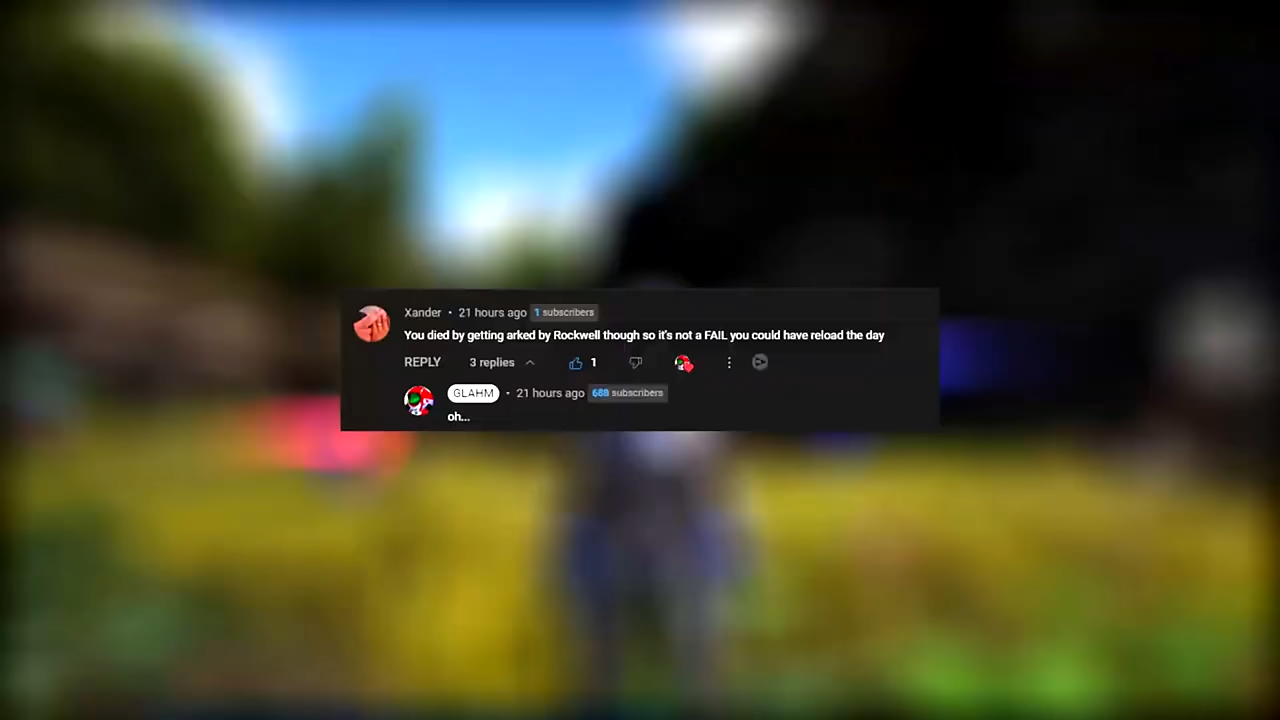 Xander • 21 hours ago 1 subscribers
You died by getting arked by Rockwell though so it's not a FAIL you could have reload the day
REPLY 3 replies 1
GLAHM • 21 hours ago 688 subscribers
oh...